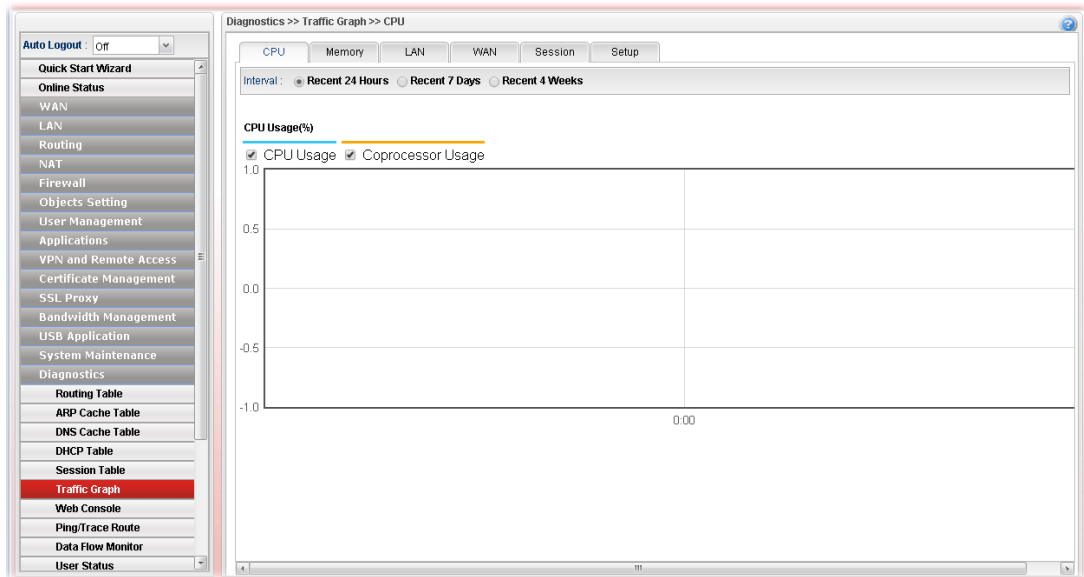 Diagnostics >> Traffic Graph >> CPU
Auto Logout : Off
Quick Start Wizard
Online Status
WAN
LAN
Routing
NAT
Firewall
Objects Setting
User Management
Applications
VPN and Remote Access
Certificate Management
SSL Proxy
Bandwidth Management
USB Application
System Maintenance
Diagnostics
Routing Table
ARP Cache Table
DNS Cache Table
DHCP Table
Session Table
Traffic Graph
Web Console
Ping/Trace Route
Data Flow Monitor
User Status
CPU Memory LAN WAN Session Setup
Interval : Recent 24 Hours Recent 7 Days Recent 4 Weeks
CPU Usage(%)
CPU Usage Coprocessor Usage
1.0
0.5
0.0
-0.5
-1.0
0:00